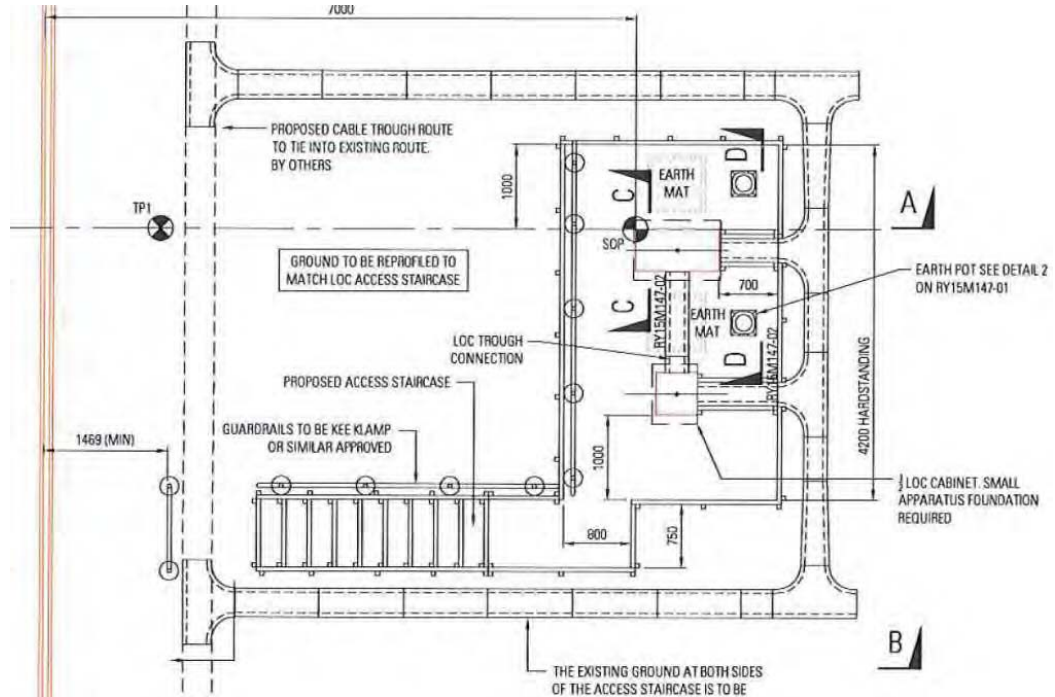 7000
PROPOSED CABLE TROUGH ROUTE
TO TIE INTO EXISTING ROUTE.
BY OTHERS
TP1
1000
C
EARTH
MAT
D
A
SOP
GROUND TO BE REPROFILED TO
MATCH LOC ACCESS STAIRCASE
EARTH POT SEE DETAIL 2
ON RY15M147-01
700
C
RY15M147-02
EARTH
MAT
D
RY15M147-02
LOC TROUGH
CONNECTION
PROPOSED ACCESS STAIRCASE
4200 HARDSTANDING
GUARDRAILS TO BE KEE KLAMP
OR SIMILAR APPROVED
1469 (MIN)
1000
½ LOC CABINET. SMALL
APPARATUS FOUNDATION
REQUIRED
800
750
B
THE EXISTING GROUND AT BOTH SIDES
OF THE ACCESS STAIRCASE IS TO BE